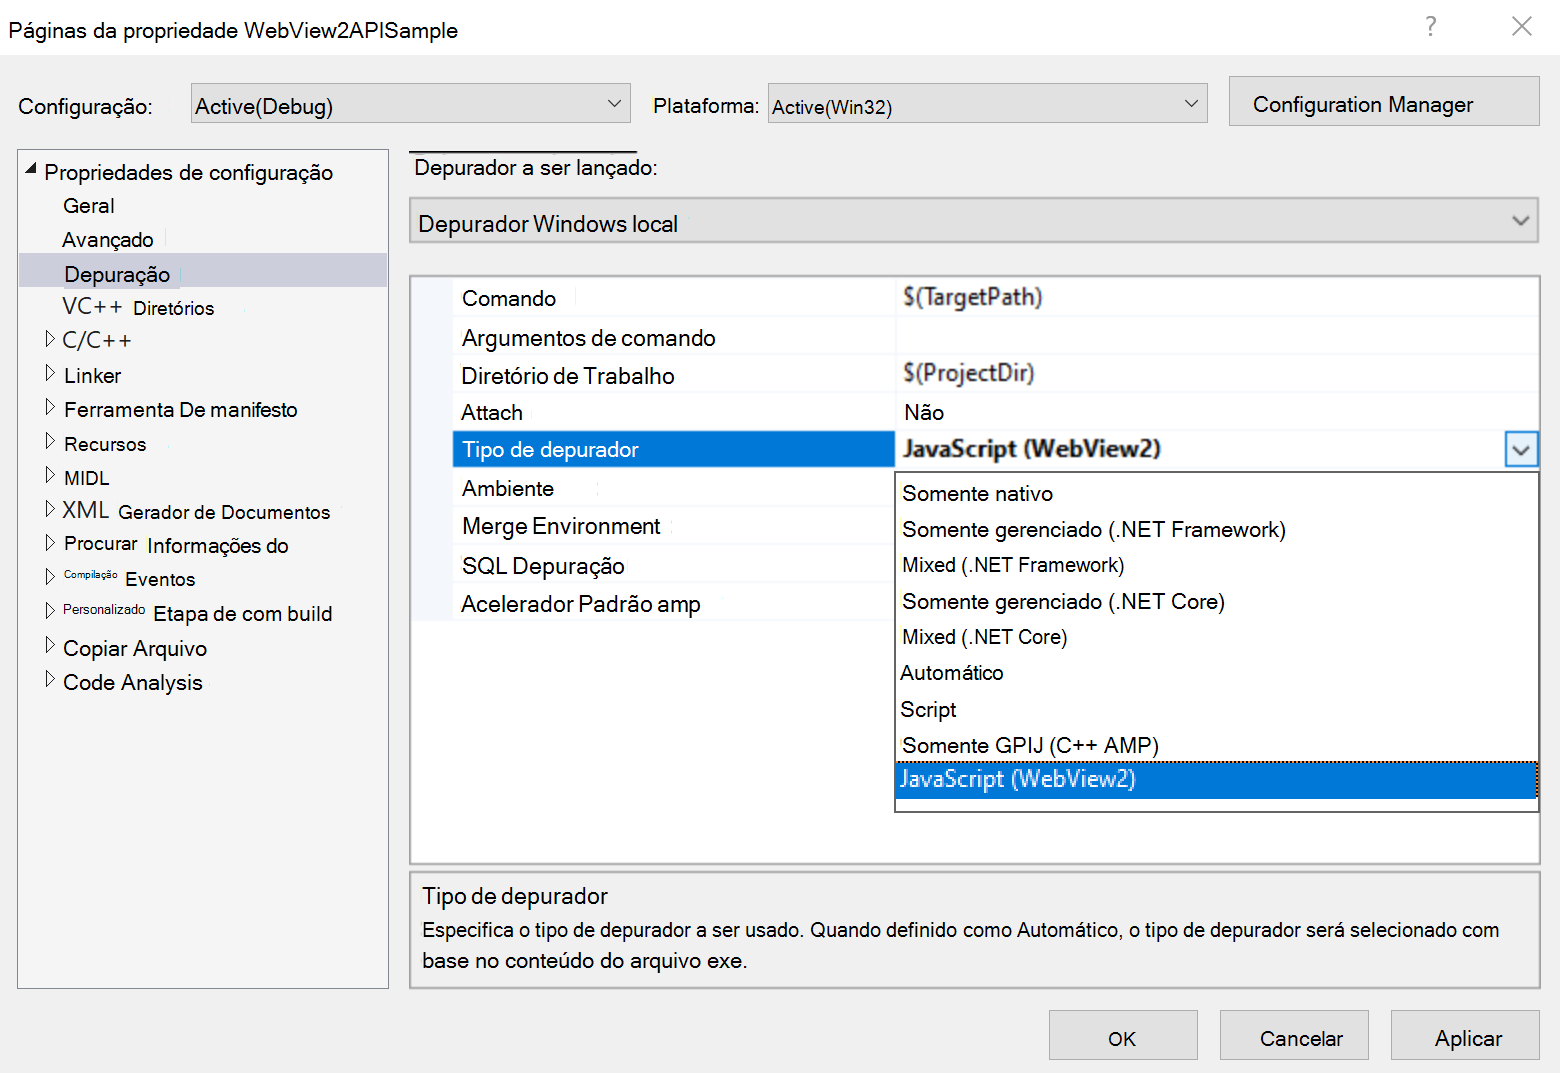 Páginas da propriedade WebView2APISample
?
Configuração: Active(Debug) Plataforma: Active(Win32) Configuration Manager
Propriedades de configuração
Geral
Avançado
Depuração
VC++ Diretórios
C/C++
Linker
Ferramenta De manifesto
Recursos
MIDL
XML Gerador de Documentos
Procurar Informações do
Compilação Eventos
Personalizado Etapa de com build
Copiar Arquivo
Code Analysis
Depurador a ser lançado:
Depurador Windows local
Comando $(TargetPath)
Argumentos de comando
Diretório de Trabalho $(ProjectDir)
Attach Não
Tipo de depurador JavaScript (WebView2)
Ambiente
Merge Environment
SQL Depuração
Acelerador Padrão amp
Somente nativo
Somente gerenciado (.NET Framework)
Mixed (.NET Framework)
Somente gerenciado (.NET Core)
Mixed (.NET Core)
Automático
Script
Somente GPIJ (C++ AMP)
JavaScript (WebView2)
Tipo de depurador
Especifica o tipo de depurador a ser usado. Quando definido como Automático, o tipo de depurador será selecionado com
base no conteúdo do arquivo exe.
OK Cancelar Aplicar